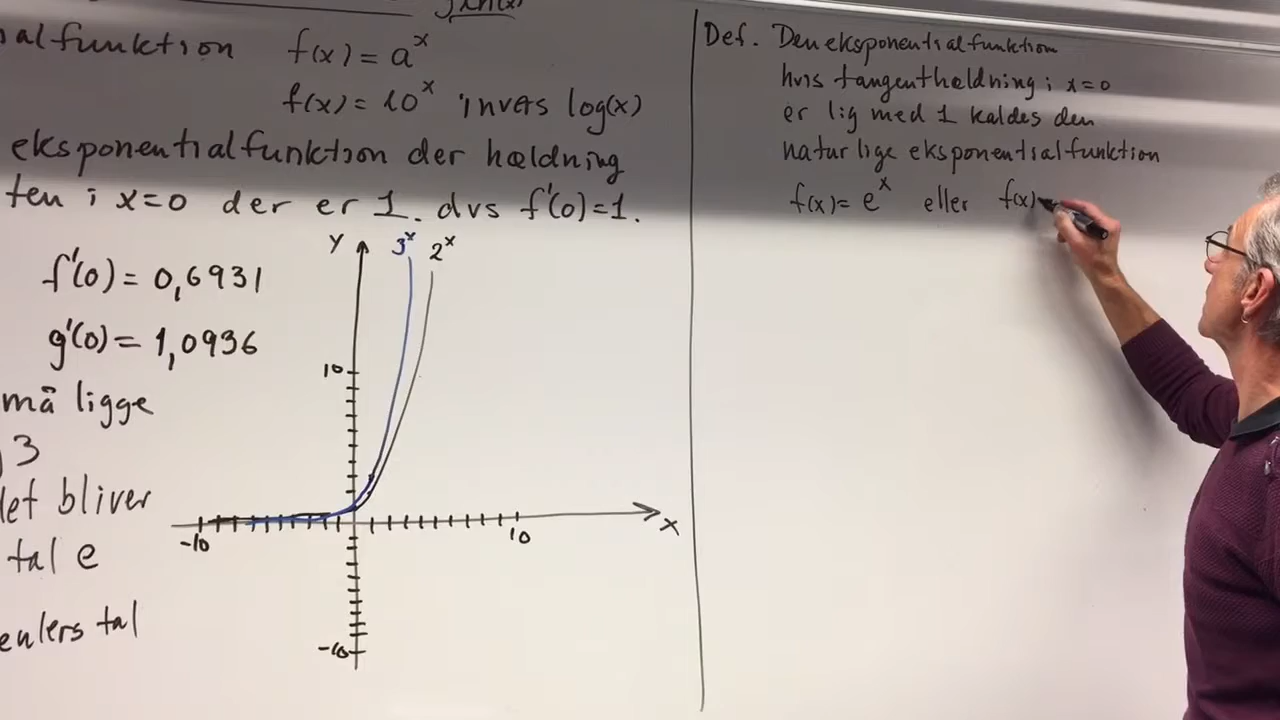 alfunktion f(x) = a^x
f(x) = 10^x invers log(x)
eksponentialfunktion der hældning
ten i x=0 der er 1. dvs f'(0)=1.
f'(0) = 0,6931
g'(0) = 1,0936
må ligge
3
let bliver
tal e
eulers tal
Y 3^x 2^x
10
-10 10 X
-10
Def. Den eksponentialfunktion
hvis tangenthældning i x=0
er lig med 1 kaldes den
naturlige eksponentialfunktion
f(x)= e^x eller f(x)